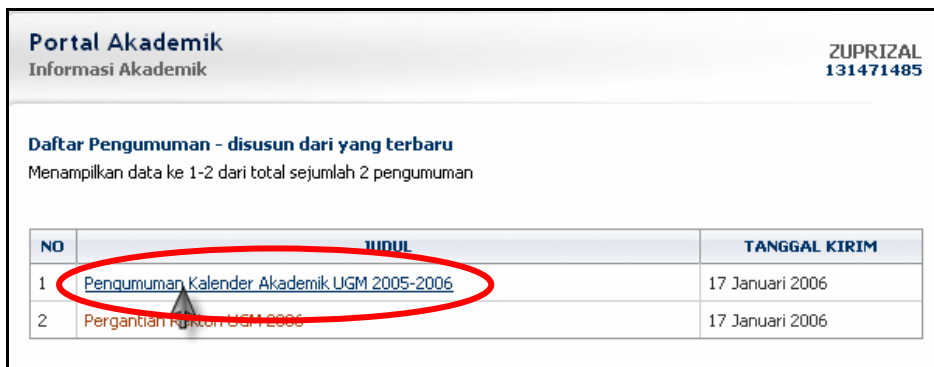 Portal Akademik
Informasi Akademik
ZUPRIZAL
131471485
Daftar Pengumuman - disusun dari yang terbaru
Menampilkan data ke 1-2 dari total sejumlah 2 pengumuman
NO JUDUL TANGGAL KIRIM
1 Pengumuman Kalender Akademik UGM 2005-2006 17 Januari 2006
2 Pergantian Rektor UGM 2006 17 Januari 2006